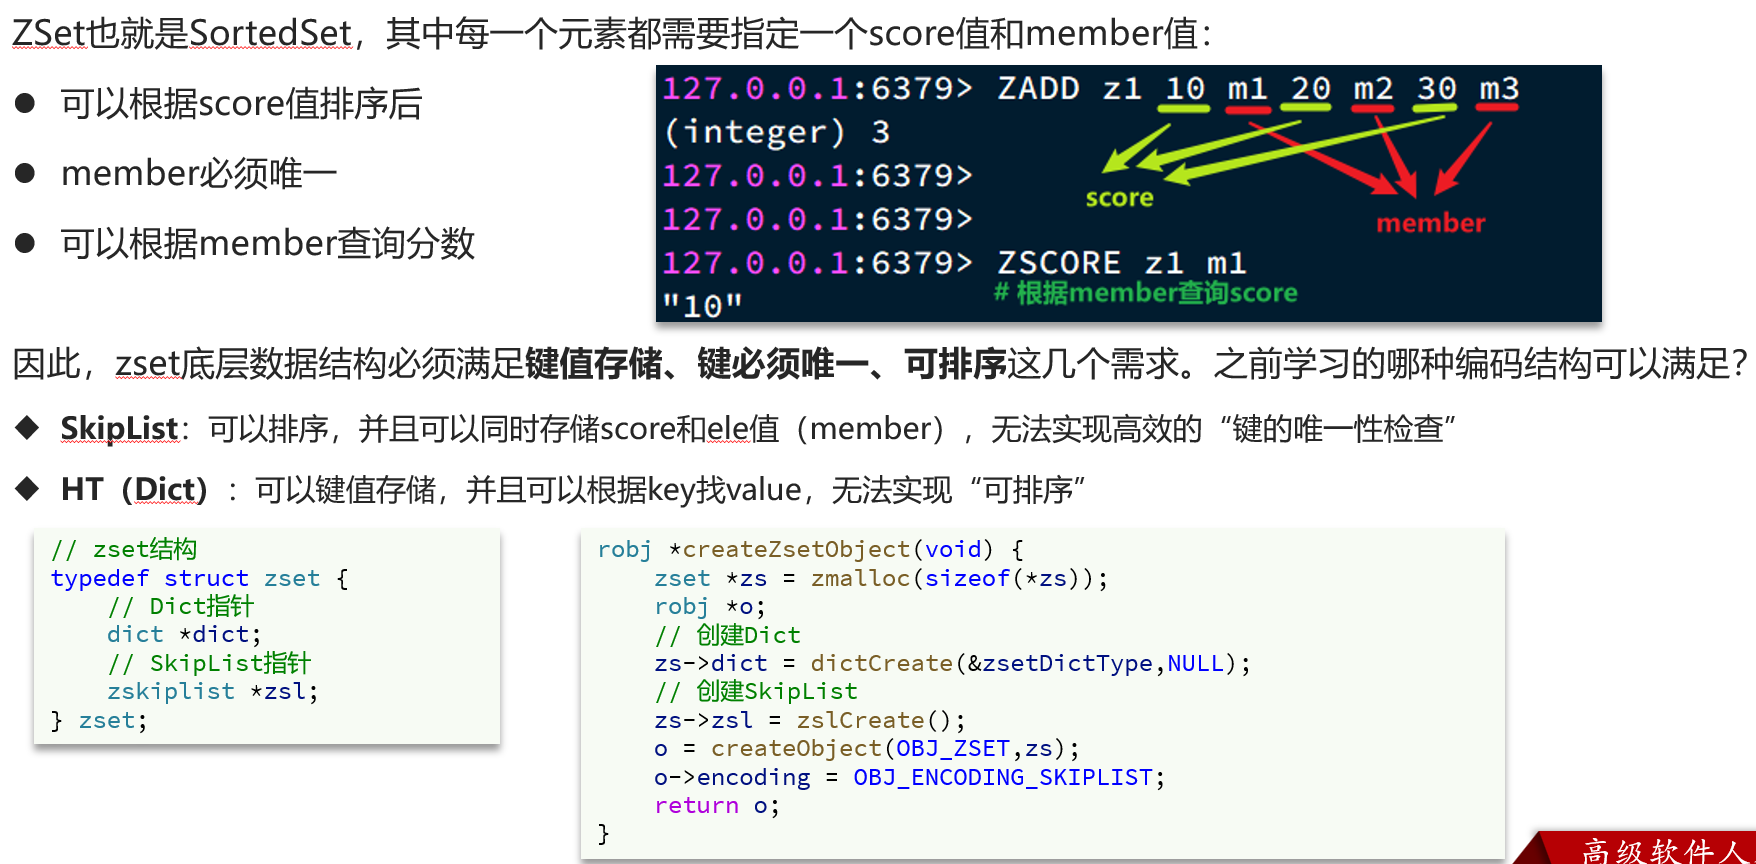 ZSet也就是SortedSet，其中每一个元素都需要指定一个score值和member值：
● 可以根据score值排序后
● member必须唯一
● 可以根据member查询分数
127.0.0.1:6379> ZADD z1 10 m1 20 m2 30 m3
(integer) 3
127.0.0.1:6379>
127.0.0.1:6379>
score
member
127.0.0.1:6379> ZSCORE z1 m1
# 根据member查询score
"10"
因此，zset底层数据结构必须满足键值存储、键必须唯一、可排序这几个需求。之前学习的哪种编码结构可以满足？
◆ SkipList：可以排序，并且可以同时存储score和ele值（member），无法实现高效的“键的唯一性检查”
◆ HT（Dict）：可以键值存储，并且可以根据key找value，无法实现“可排序”
// zset结构
typedef struct zset {
    // Dict指针
    dict *dict;
    // SkipList指针
    zskiplist *zsl;
} zset;
robj *createZsetObject(void) {
    zset *zs = zmalloc(sizeof(*zs));
    robj *o;
    // 创建Dict
    zs->dict = dictCreate(&zsetDictType,NULL);
    // 创建SkipList
    zs->zsl = zslCreate();
    o = createObject(OBJ_ZSET,zs);
    o->encoding = OBJ_ENCODING_SKIPLIST;
    return o;
}
高级软件人